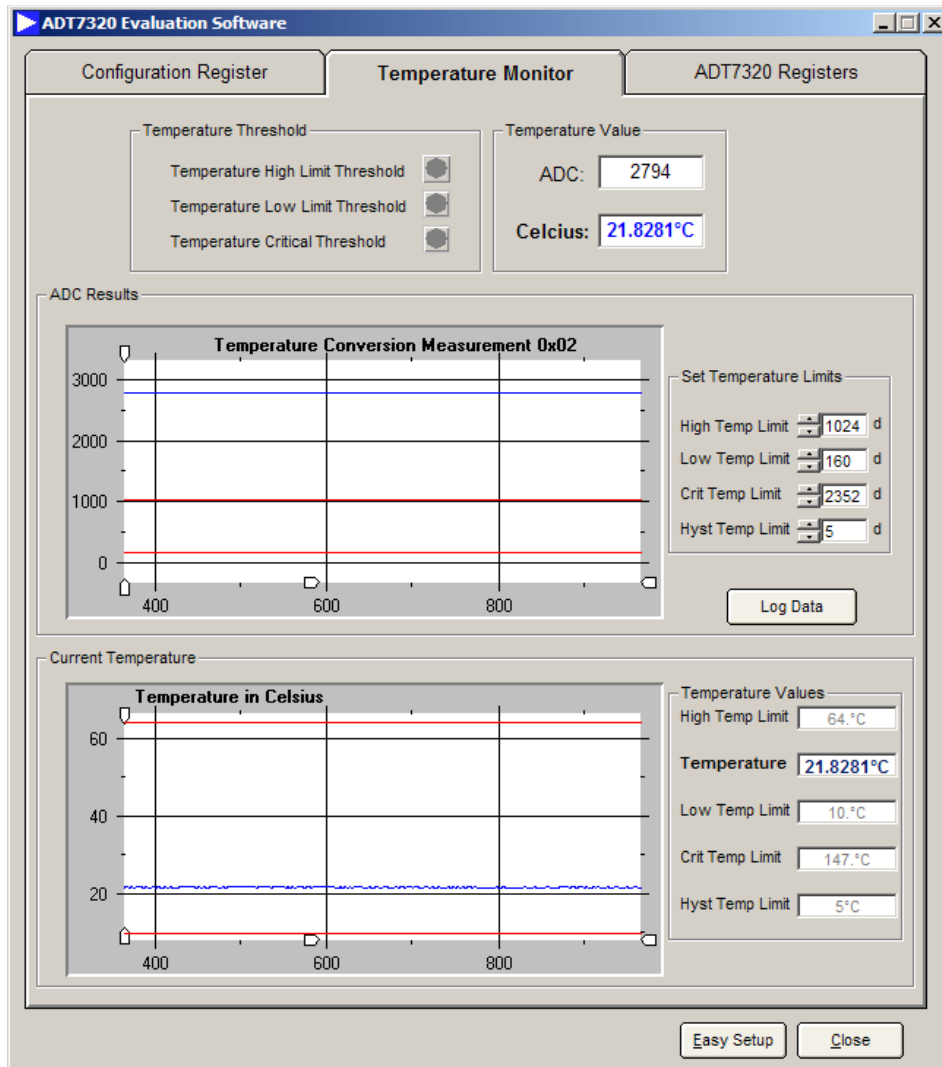 ADT7320 Evaluation Software
Configuration Register
Temperature Monitor
ADT7320 Registers
Temperature Threshold
Temperature High Limit Threshold
Temperature Low Limit Threshold
Temperature Critical Threshold
Temperature Value
ADC: 2794
Celcius: 21.8281°C
ADC Results
Temperature Conversion Measurement 0x02
3000
2000
1000
0
400 600 800
Set Temperature Limits
High Temp Limit 1024 d
Low Temp Limit 160 d
Crit Temp Limit 2352 d
Hyst Temp Limit 5 d
Log Data
Current Temperature
Temperature in Celsius
60
40
20
400 600 800
Temperature Values
High Temp Limit 64.°C
Temperature 21.8281°C
Low Temp Limit 10.°C
Crit Temp Limit 147.°C
Hyst Temp Limit 5°C
Easy Setup
Close